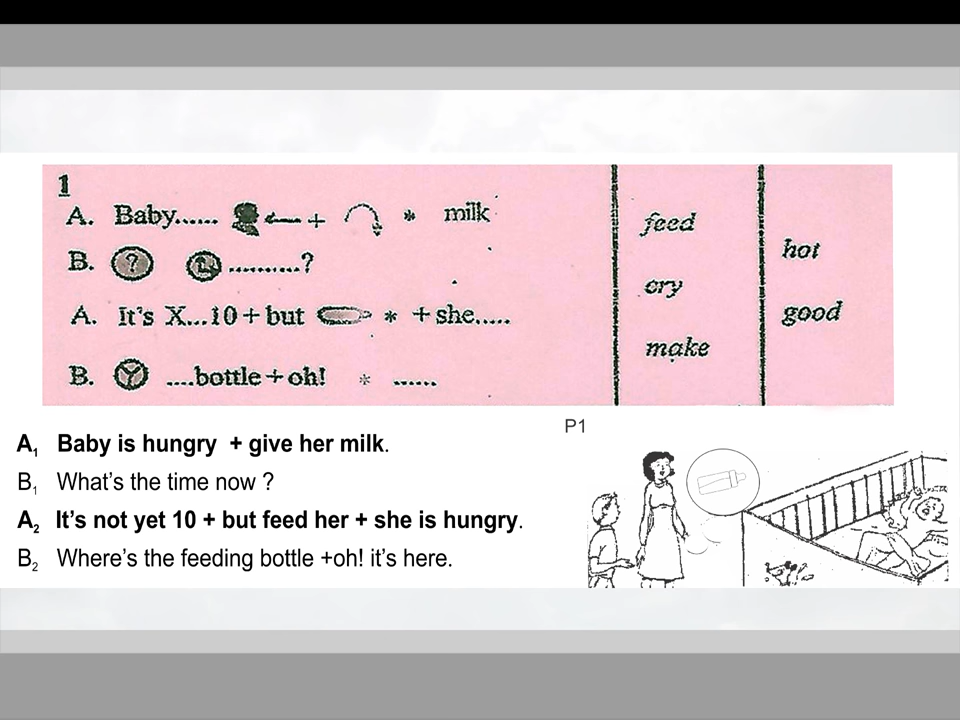 1
A. Baby...... + * milk
B. ? ..........?
A. It's X...10 + but * + she.....
B. ....bottle + oh! * ......
feed
cry
make
hot
good
A1 Baby is hungry + give her milk.
B1 What's the time now ?
A2 It's not yet 10 + but feed her + she is hungry.
B2 Where's the feeding bottle +oh! it's here.
P1